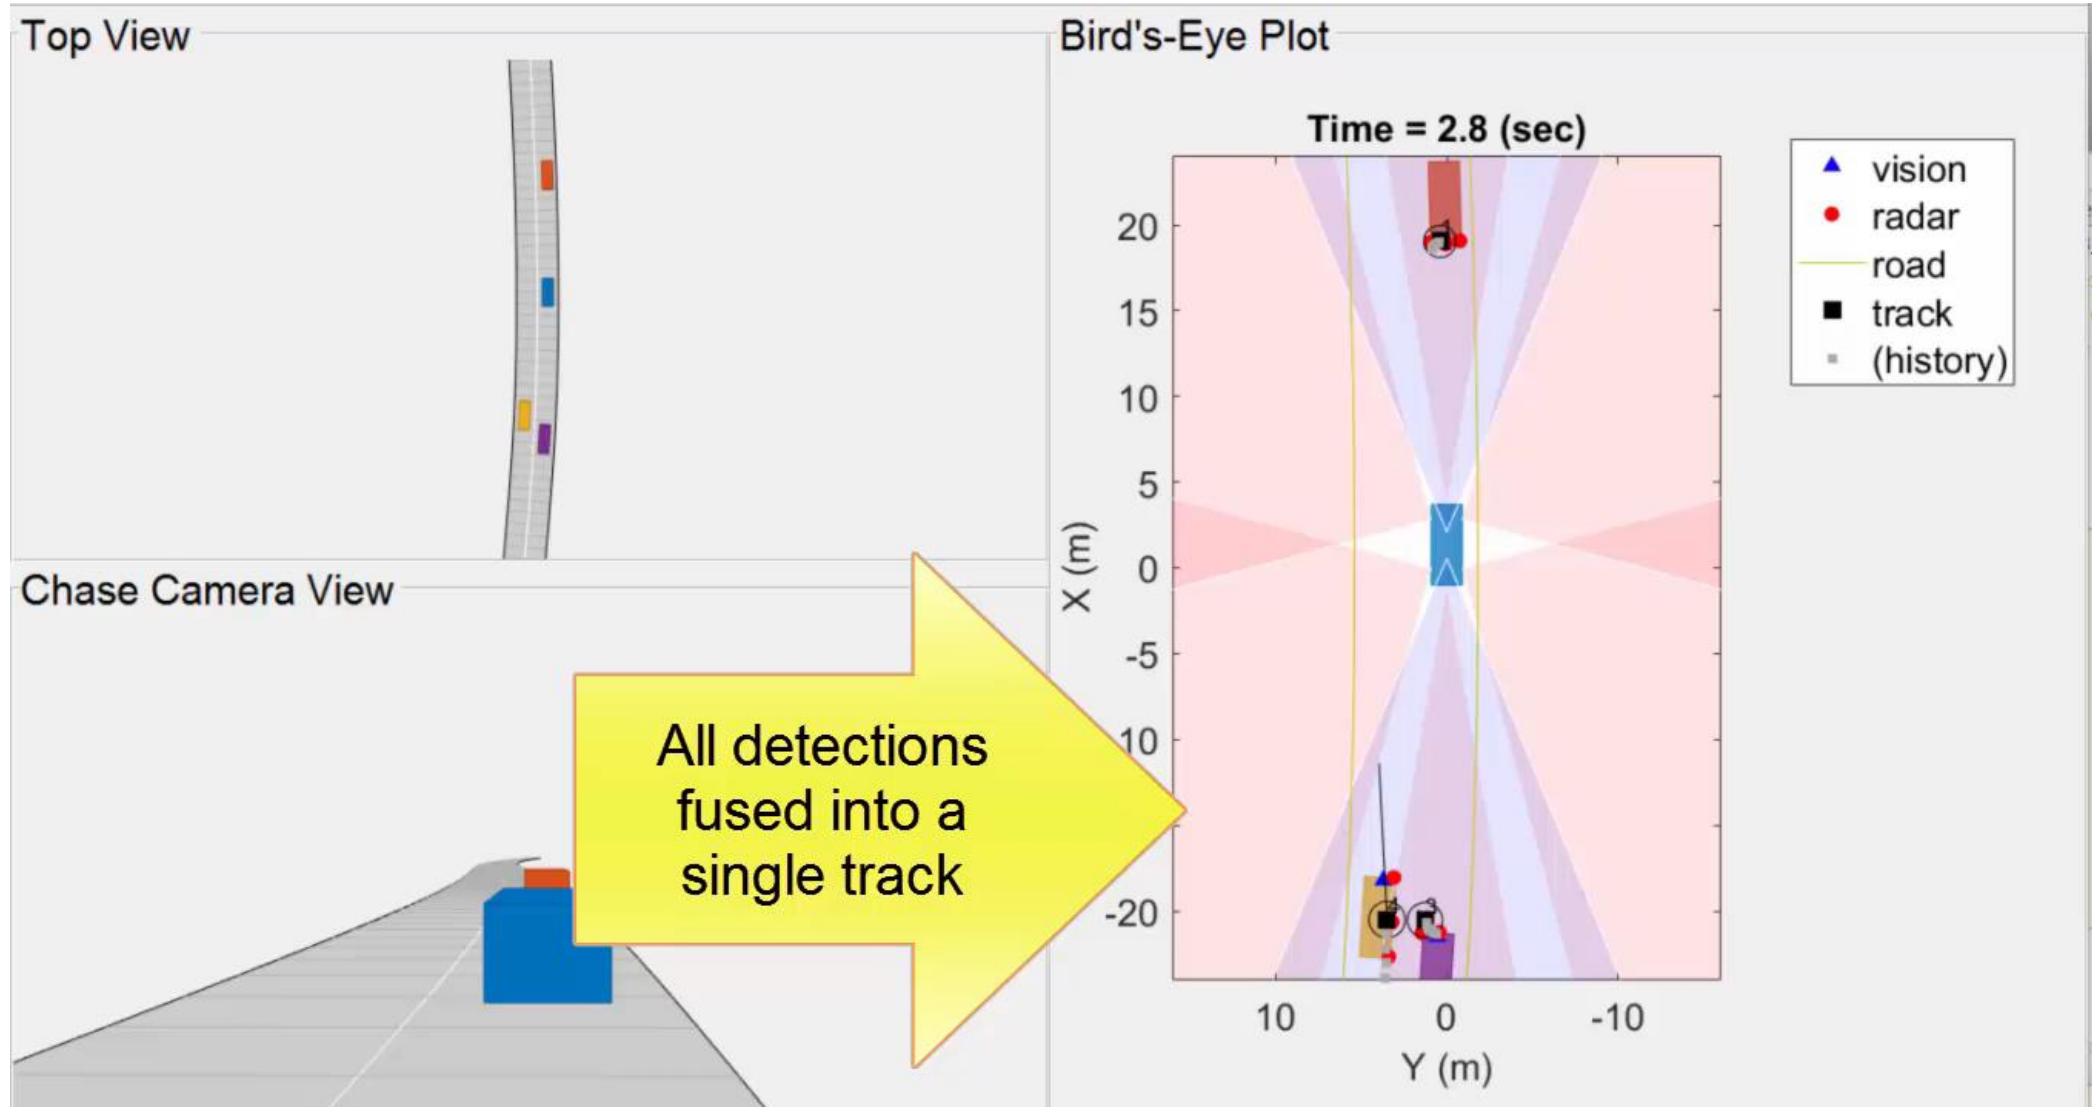 Top View
Chase Camera View
All detections
fused into a
single track
Bird's-Eye Plot
Time = 2.8 (sec)
vision
radar
road
track
(history)
20
15
10
5
0
-5
10
-20
X (m)
10
0
-10
Y (m)